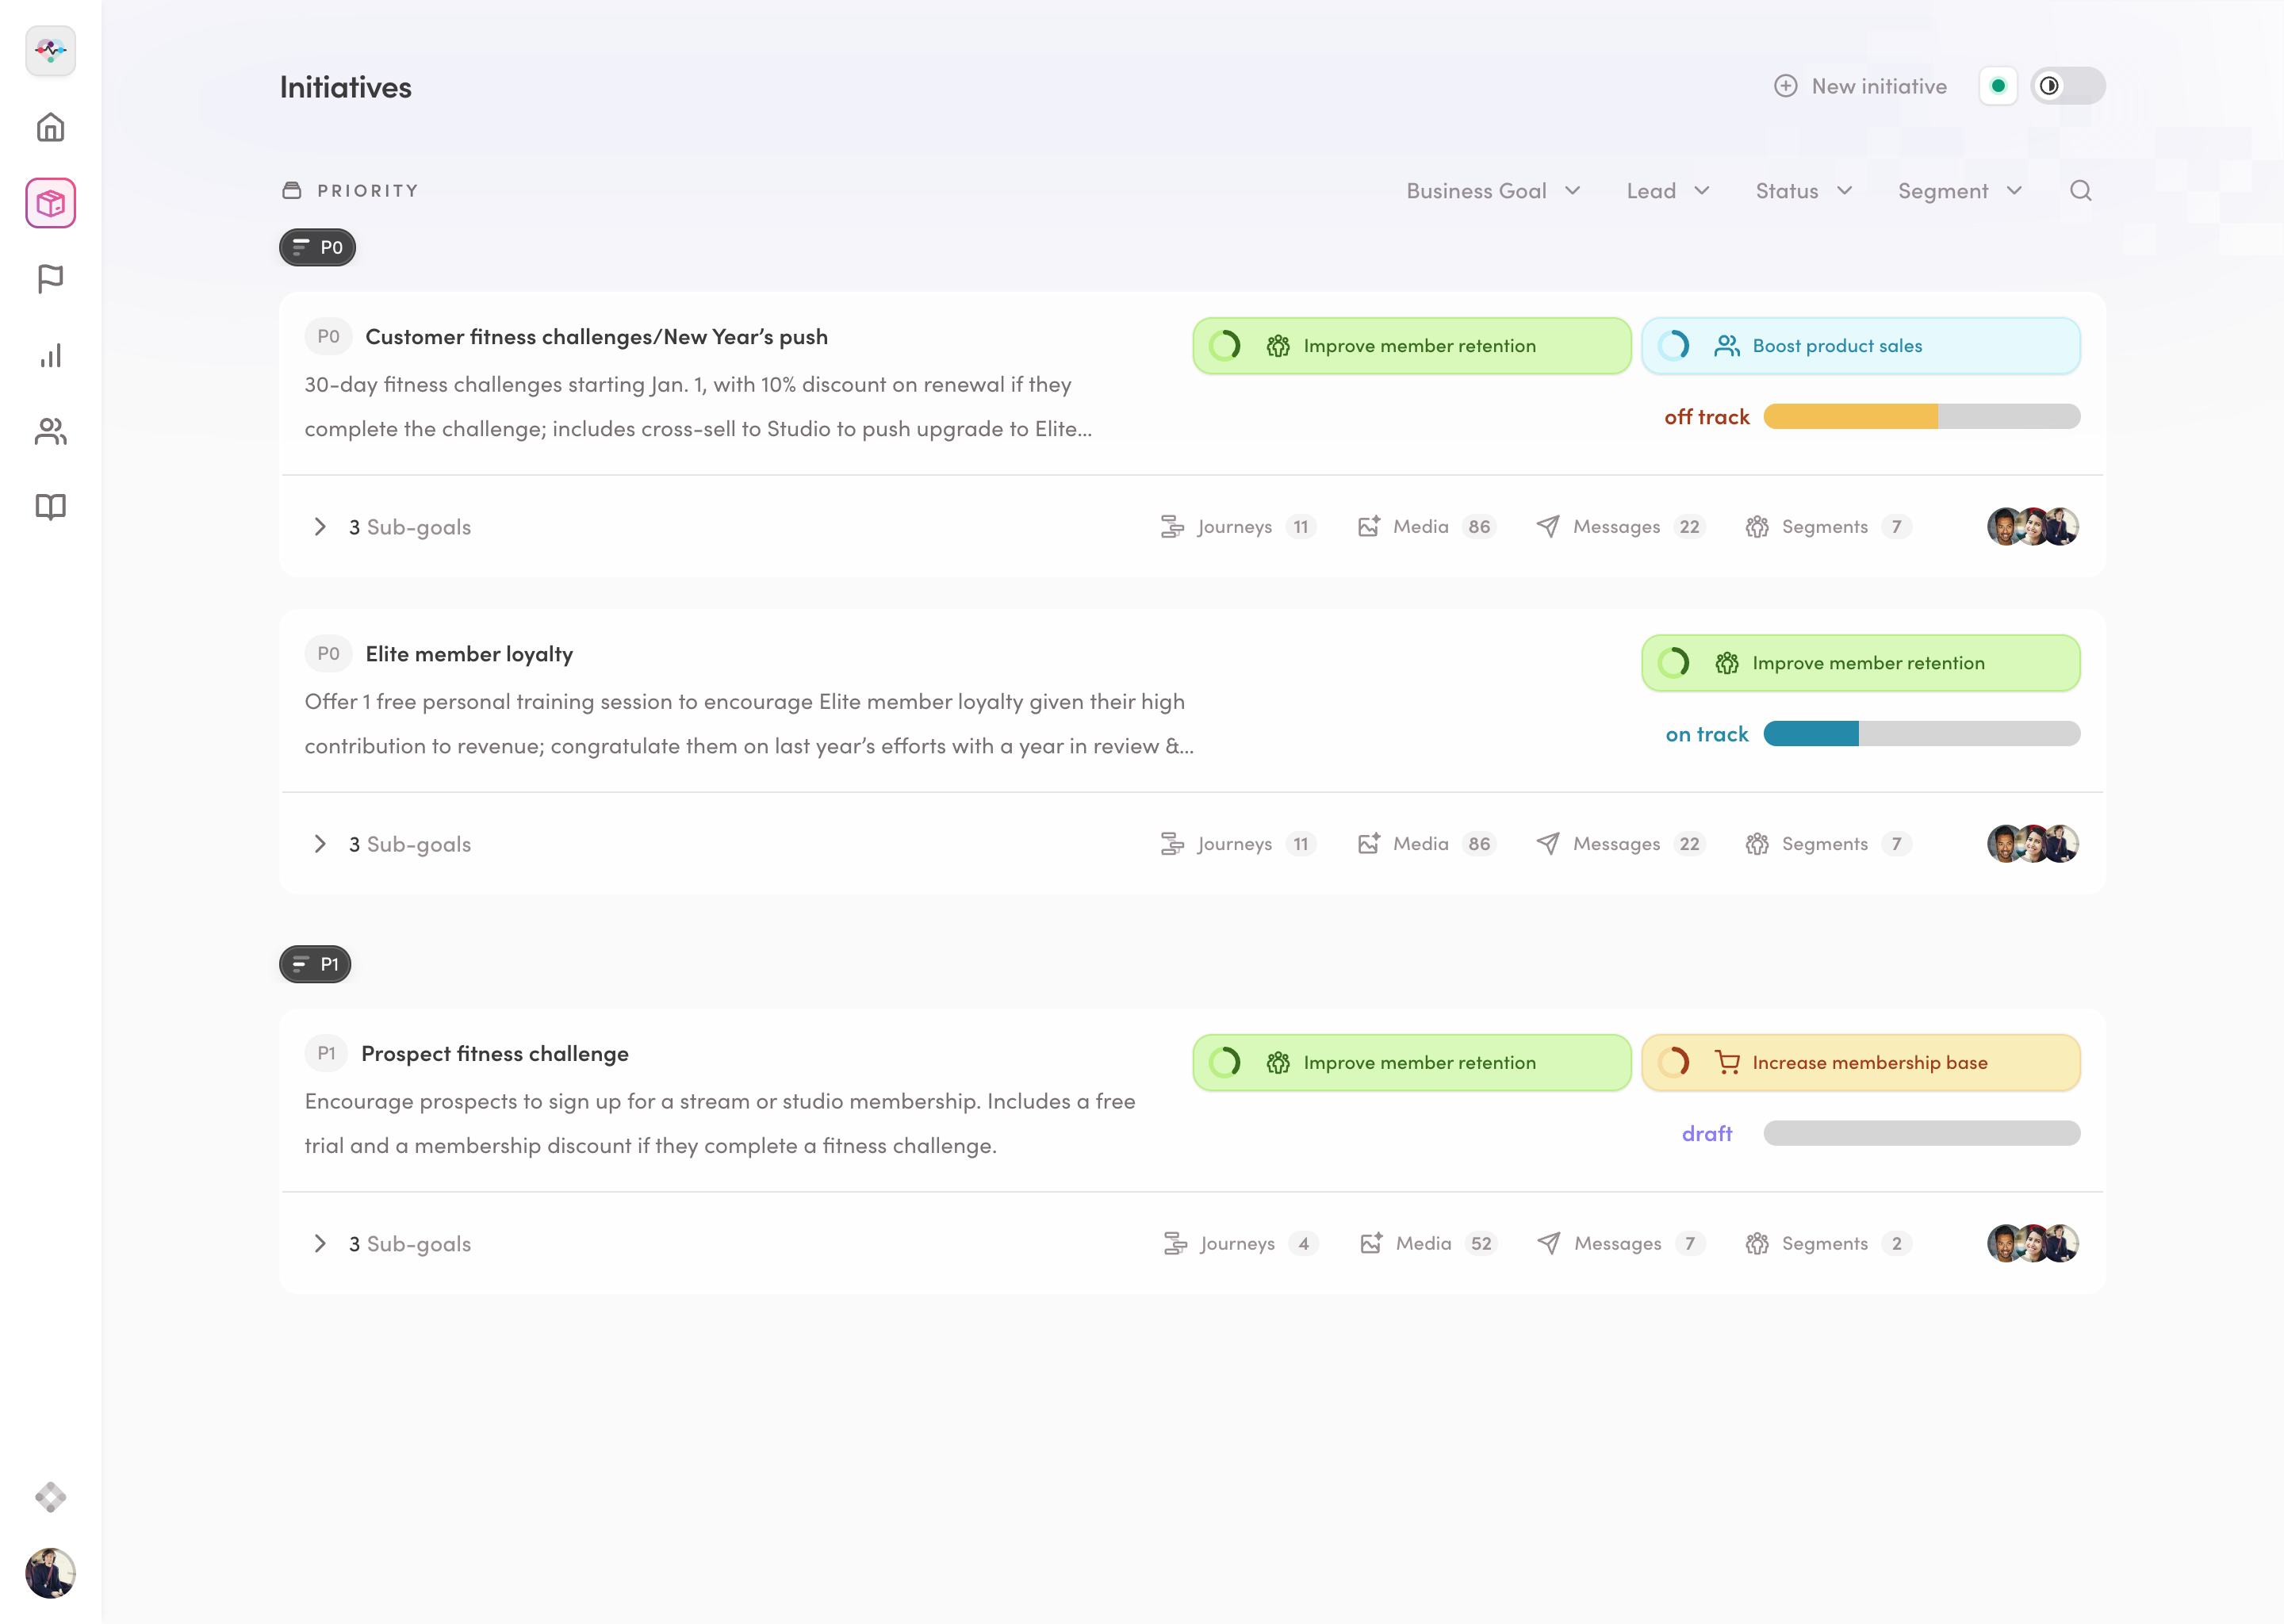 Initiatives
New initiative
PRIORITY
Business Goal
Lead
Status
Segment
P0
P0 Customer fitness challenges/New Year’s push
30-day fitness challenges starting Jan. 1, with 10% discount on renewal if they
complete the challenge; includes cross-sell to Studio to push upgrade to Elite...
Improve member retention
Boost product sales
off track
3 Sub-goals
Journeys 11
Media 86
Messages 22
Segments 7
P0 Elite member loyalty
Offer 1 free personal training session to encourage Elite member loyalty given their high
contribution to revenue; congratulate them on last year’s efforts with a year in review &...
Improve member retention
on track
3 Sub-goals
Journeys 11
Media 86
Messages 22
Segments 7
P1
P1 Prospect fitness challenge
Encourage prospects to sign up for a stream or studio membership. Includes a free
trial and a membership discount if they complete a fitness challenge.
Improve member retention
Increase membership base
draft
3 Sub-goals
Journeys 4
Media 52
Messages 7
Segments 2